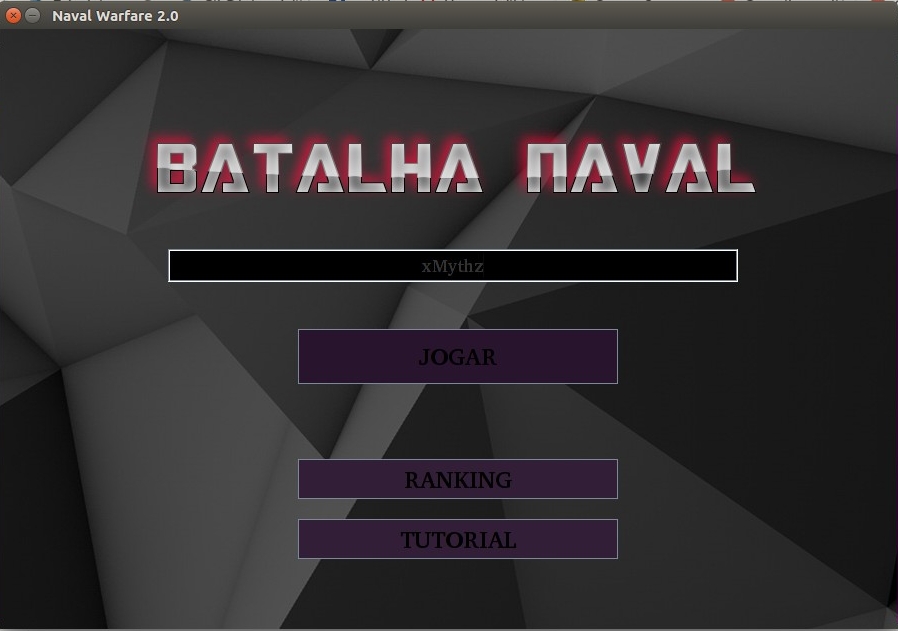 Naval Warfare 2.0
BATALHA NAVAL
xMythz
JOGAR
RANKING
TUTORIAL